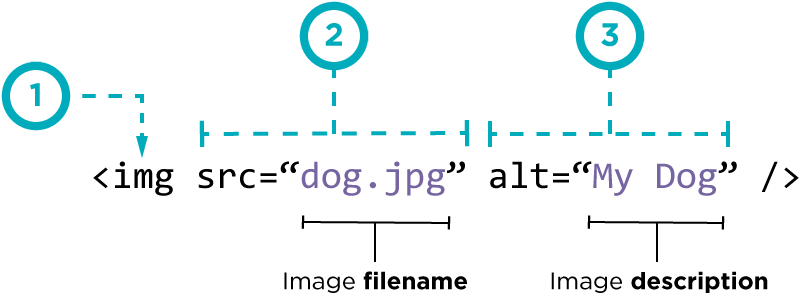 1
2
3
<img src=“dog.jpg” alt=“My Dog” />
Image filename
Image description